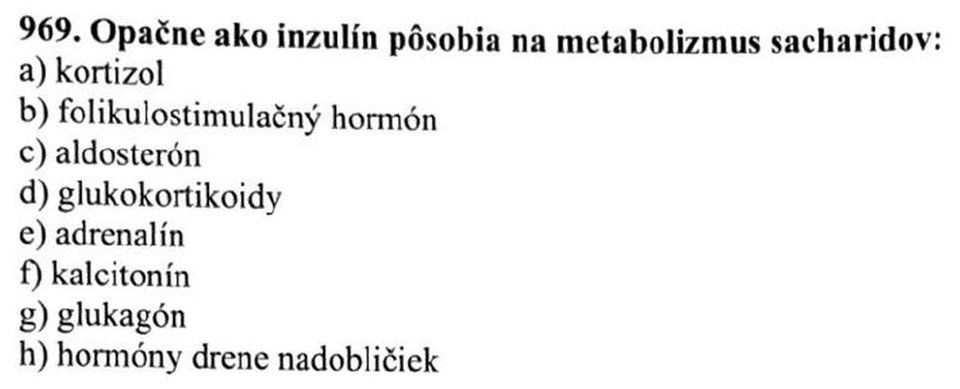 969. Opačne ako inzulín pôsobia na metabolizmus sacharidov:
a) kortizol
b) folikulostimulačný hormón
c) aldosterón
d) glukokortikoidy
e) adrenalín
f) kalcitonín
g) glukagón
h) hormóny drene nadobličiek